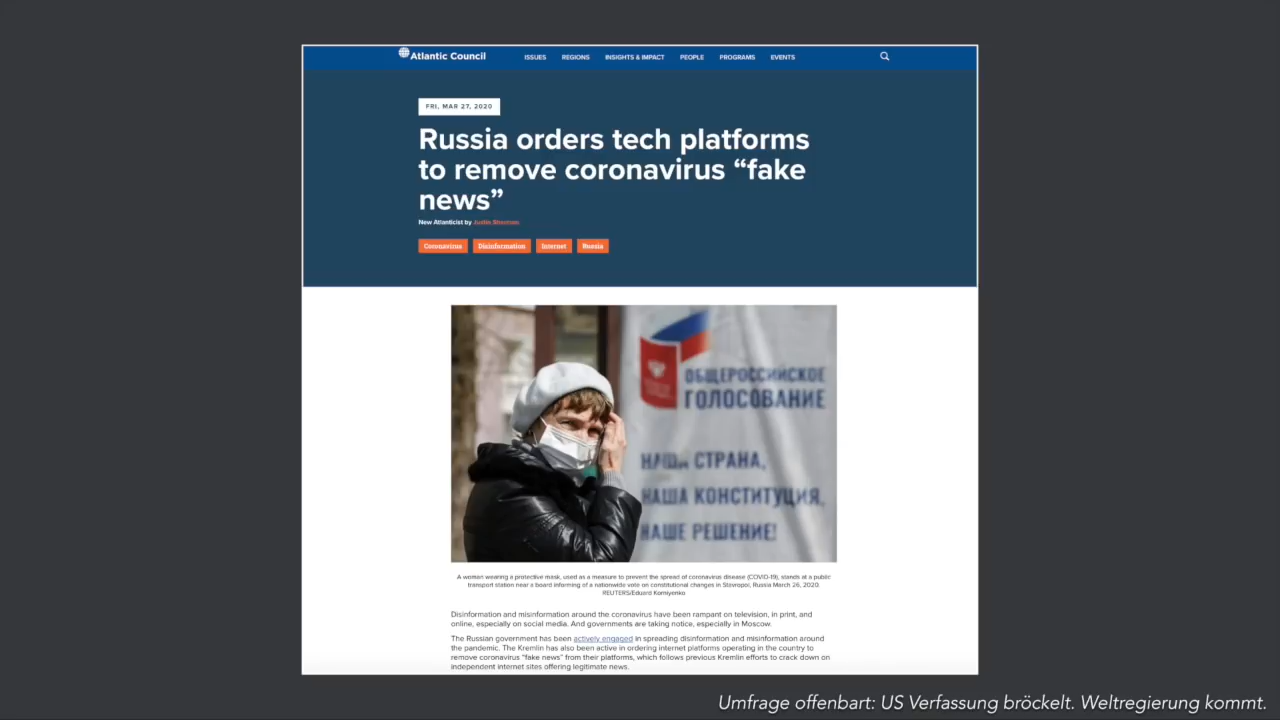 Atlantic Council
ISSUES REGIONS INSIGHTS & IMPACT PEOPLE PROGRAMS EVENTS
FRI, MAR 27, 2020
Russia orders tech platforms
to remove coronavirus “fake
news”
New Atlanticist by Justin Sherman
Coronavirus Disinformation Internet Russia
ОБЩЕРОССИЙСКОЕ
ГОЛОСОВАНИЕ
НАША СТРАНА,
НАША КОНСТИТУЦИЯ,
НАШЕ РЕШЕНИЕ!
A woman wearing a protective mask, used as a measure to prevent the spread of coronavirus disease (COVID-19), stands at a public
transport station near a board informing of a nationwide vote on constitutional changes in Stavropol, Russia March 26, 2020.
REUTERS/Eduard Korniyenko
Disinformation and misinformation around the coronavirus have been rampant on television, in print, and
online, especially on social media. And governments are taking notice, especially in Moscow.
The Russian government has been actively engaged in spreading disinformation and misinformation around
the pandemic. The Kremlin has also been active in ordering internet platforms operating in the country to
remove coronavirus “fake news” from their platforms, which follows previous Kremlin efforts to crack down on
independent internet sites offering legitimate news.
Umfrage offenbart: US Verfassung bröckelt. Weltregierung kommt.